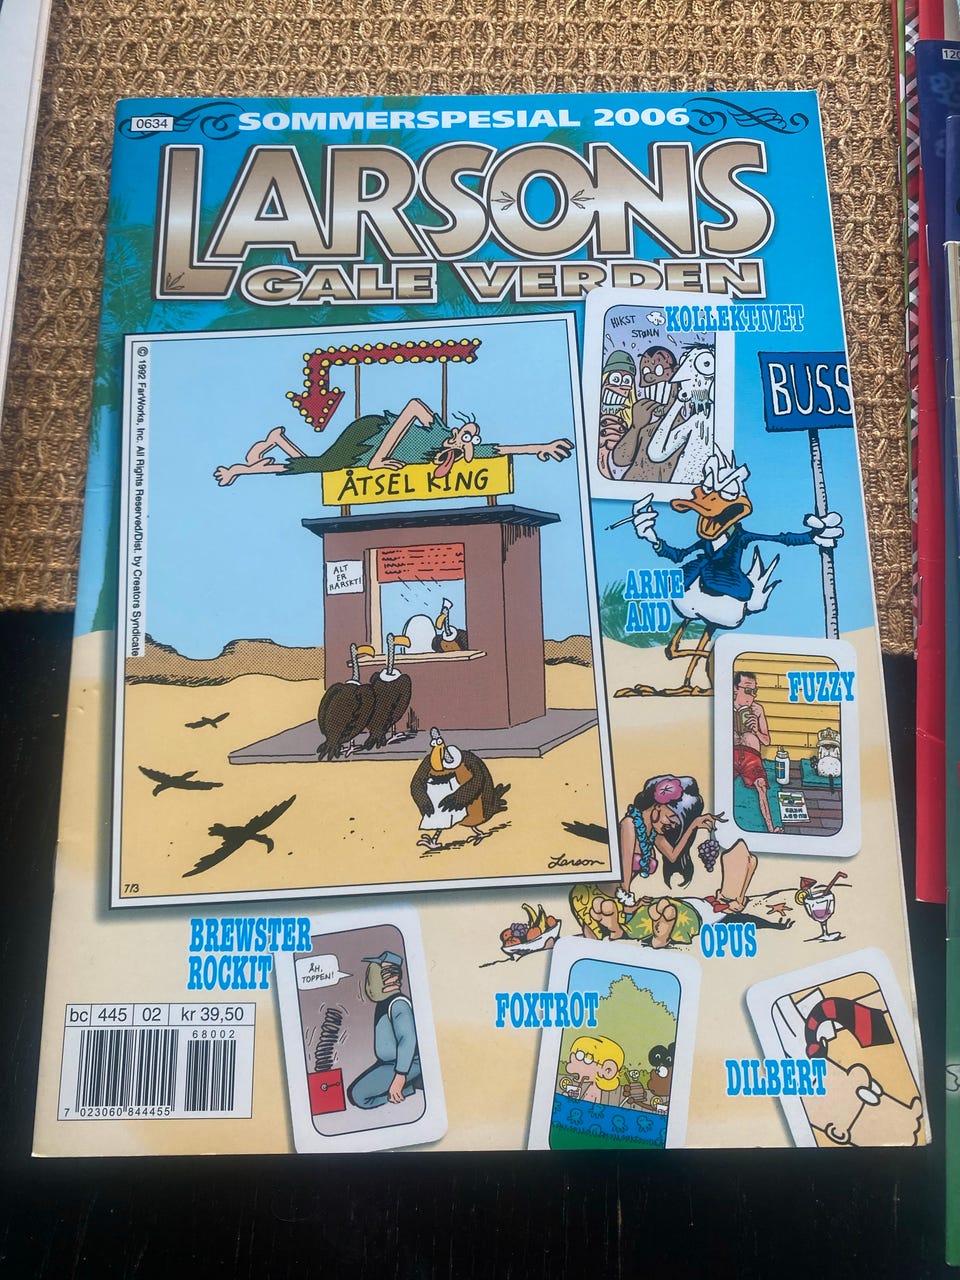 0634
SOMMERSPESIAL 2006
LARSONS
GALE VERDEN
© 1992 FarWorks, Inc. All Rights Reserved/Dist. by Creators Syndicate
ÅTSEL KING
ALT
ER
HARSKT!
Larson
7/3
HIKST
STØNN
KOLLEKTIVET
BUSS
ARNE
AND
FUZZY
OPUS
BREWSTER
ROCKIT
ÅH,
TOPPEN!
FOXTROT
DILBERT
bc 445 02 kr 39,50
68002
7 023060 844455
120